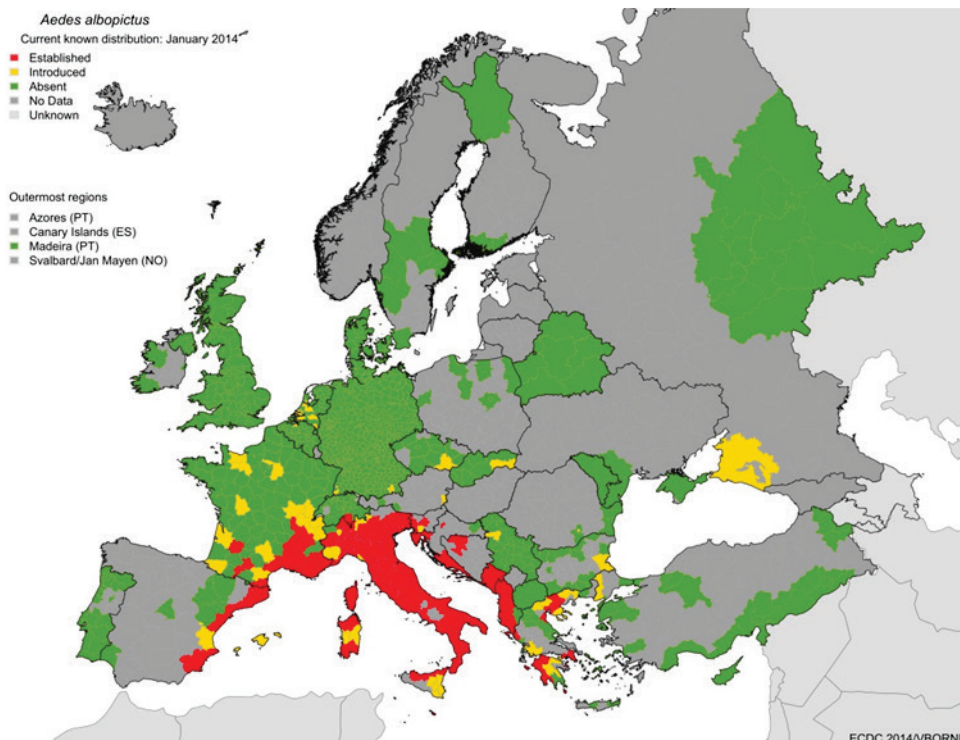 Aedes albopictus
Current known distribution: January 2014
Established
Introduced
Absent
No Data
Unknown
Outermost regions
Azores (PT)
Canary Islands (ES)
Madeira (PT)
Svalbard/Jan Mayen (NO)
ECDC 2014/VBORNE